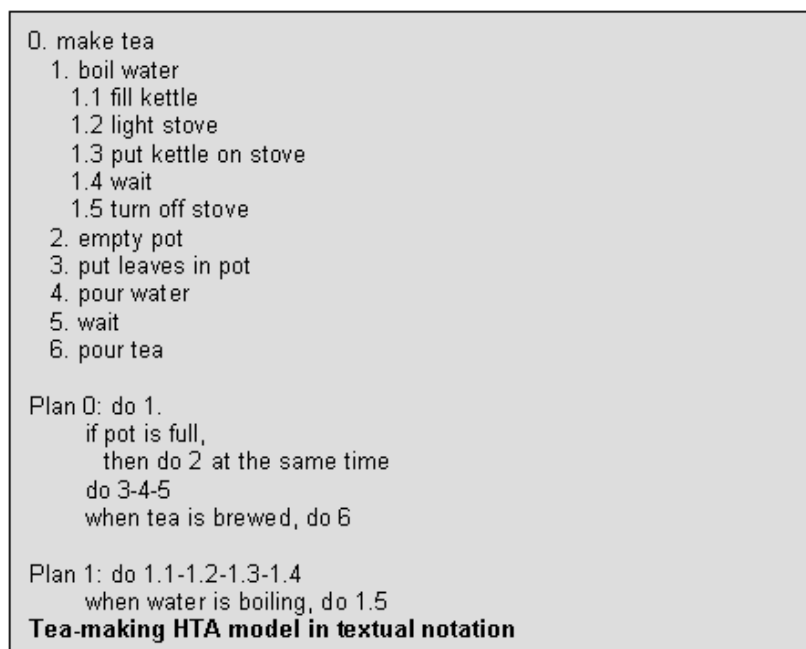 0. make tea
1. boil water
1.1 fill kettle
1.2 light stove
1.3 put kettle on stove
1.4 wait
1.5 turn off stove
2. empty pot
3. put leaves in pot
4. pour water
5. wait
6. pour tea
Plan 0: do 1.
if pot is full,
then do 2 at the same time
do 3-4-5
when tea is brewed, do 6
Plan 1: do 1.1-1.2-1.3-1.4
when water is boiling, do 1.5
Tea-making HTA model in textual notation